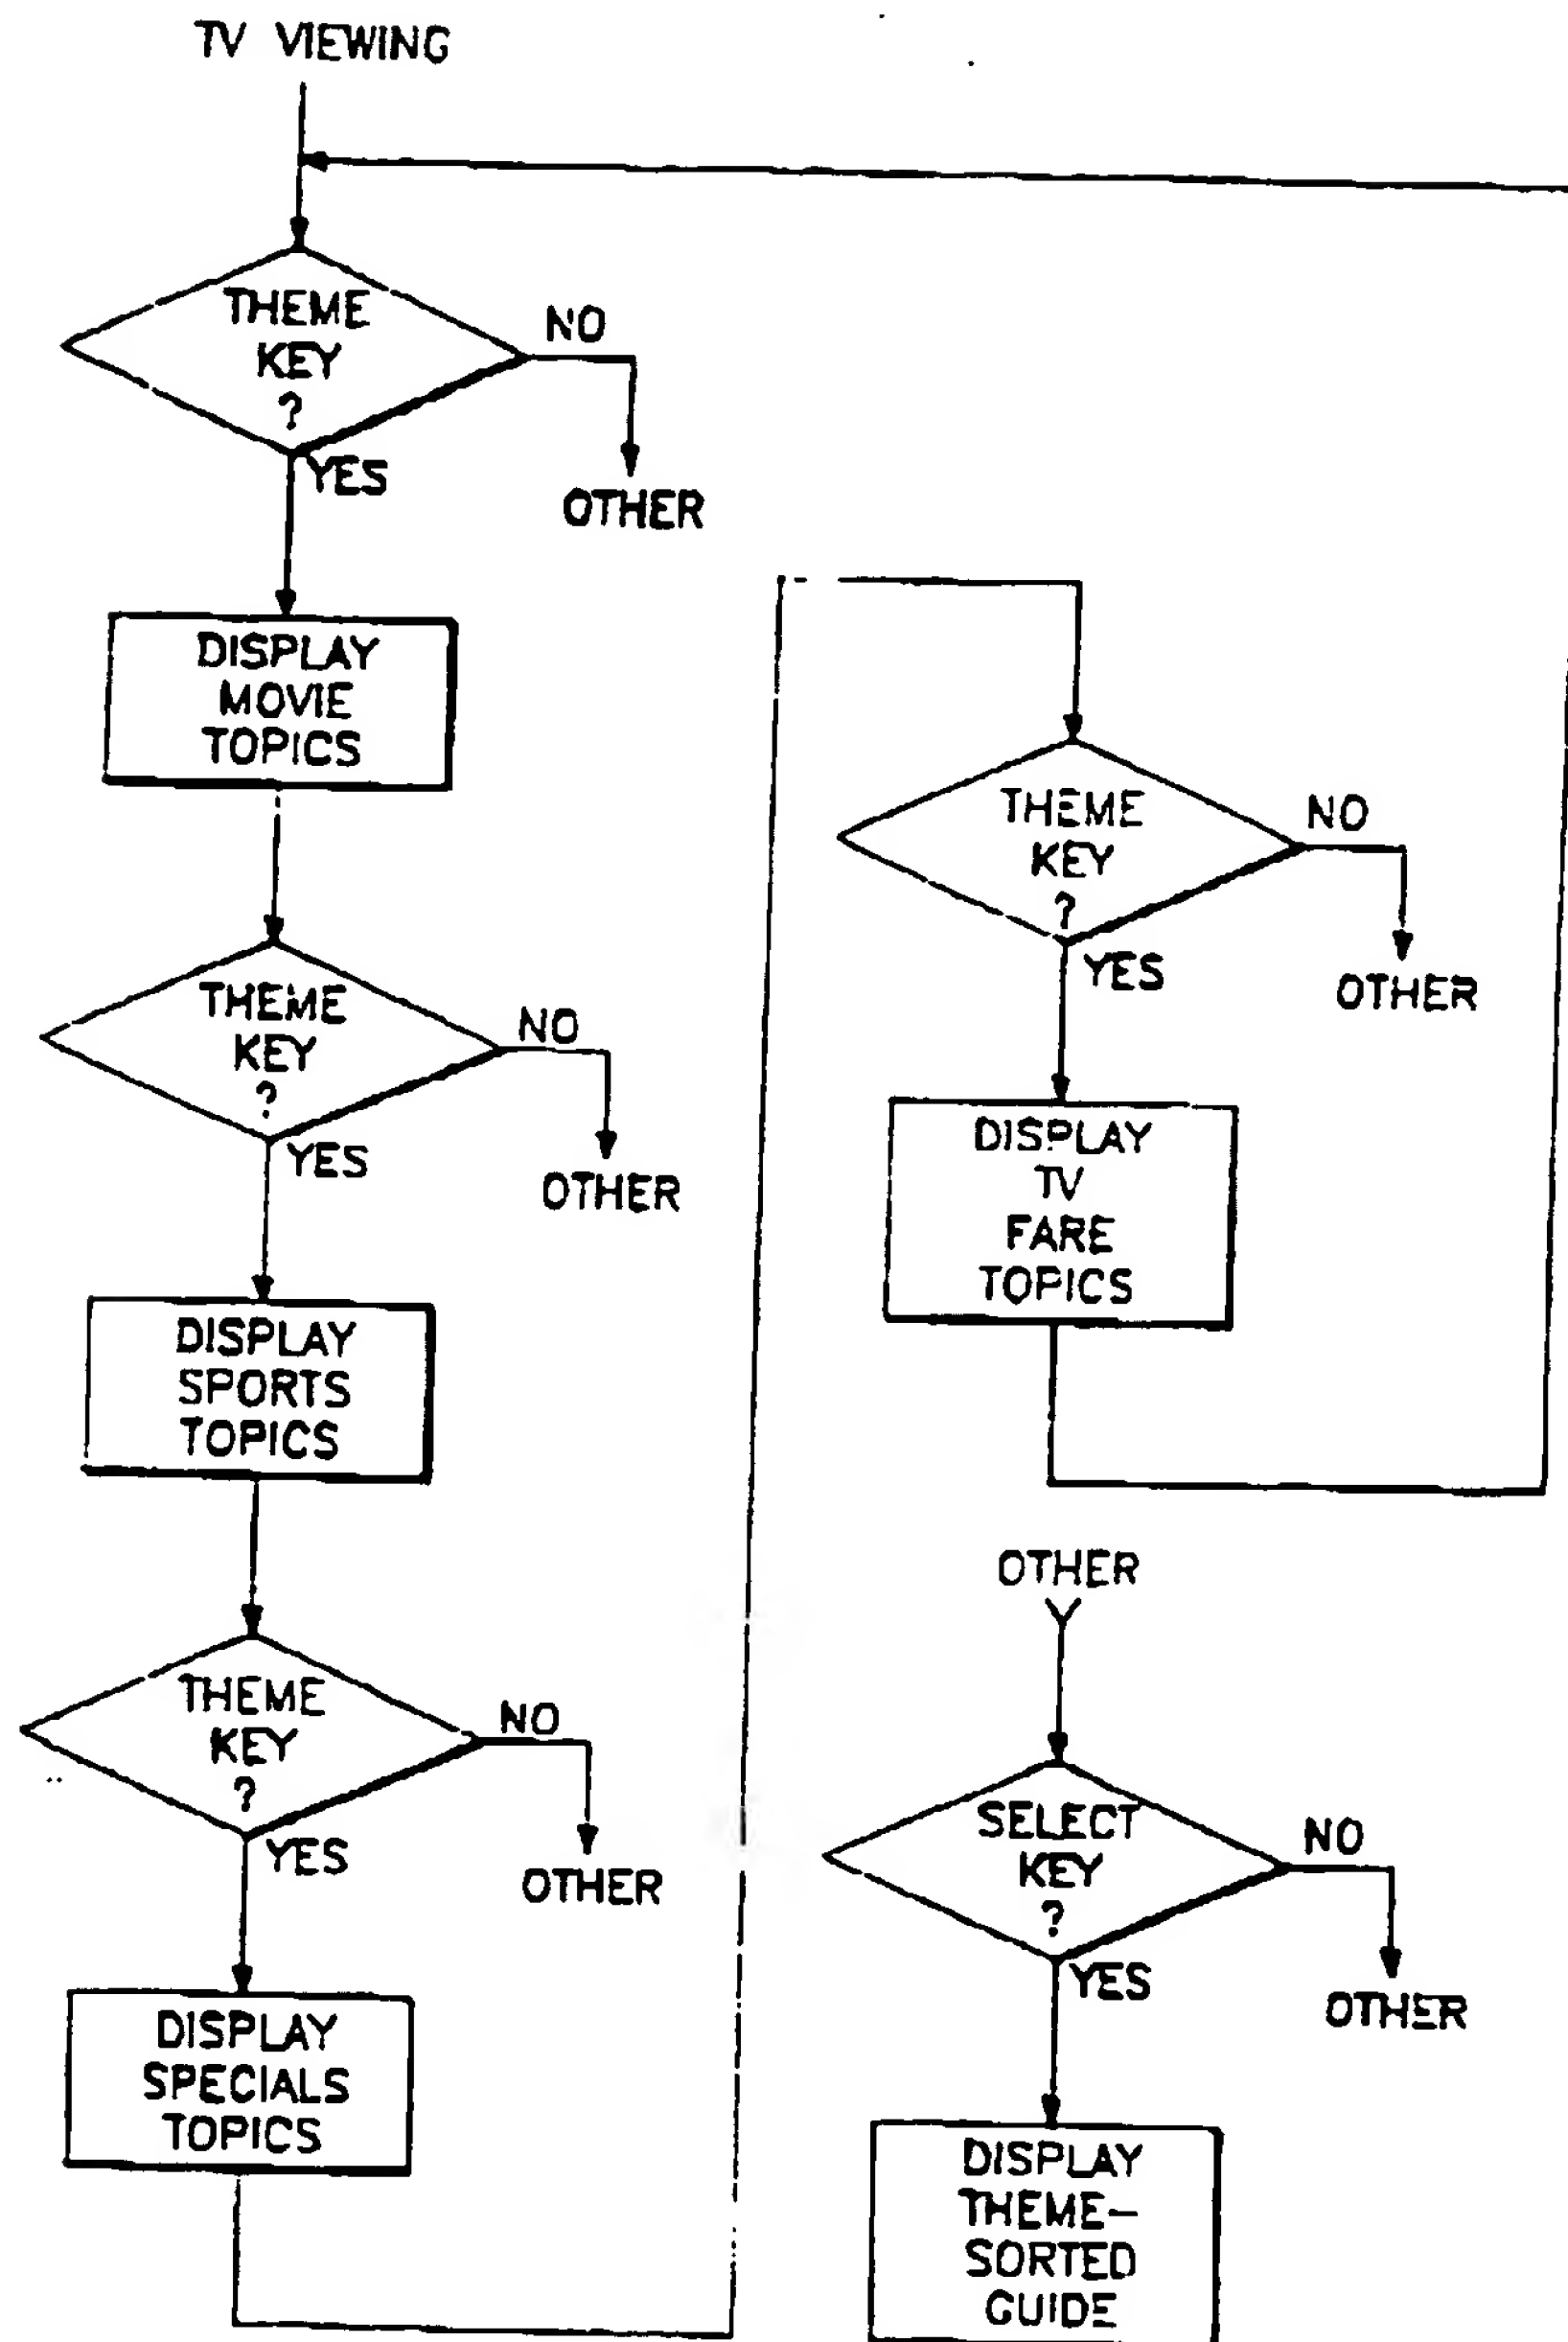 TV VIEWING
THEME
KEY
?
NO
YES
OTHER
DISPLAY
MOVIE
TOPICS
THEME
KEY
?
NO
YES
OTHER
DISPLAY
SPORTS
TOPICS
THEME
KEY
?
NO
YES
OTHER
DISPLAY
SPECIALS
TOPICS
THEME
KEY
?
NO
YES
OTHER
DISPLAY
TV
FARE
TOPICS
OTHER
SELECT
KEY
?
NO
YES
OTHER
DISPLAY
THEME-
SORTED
GUIDE